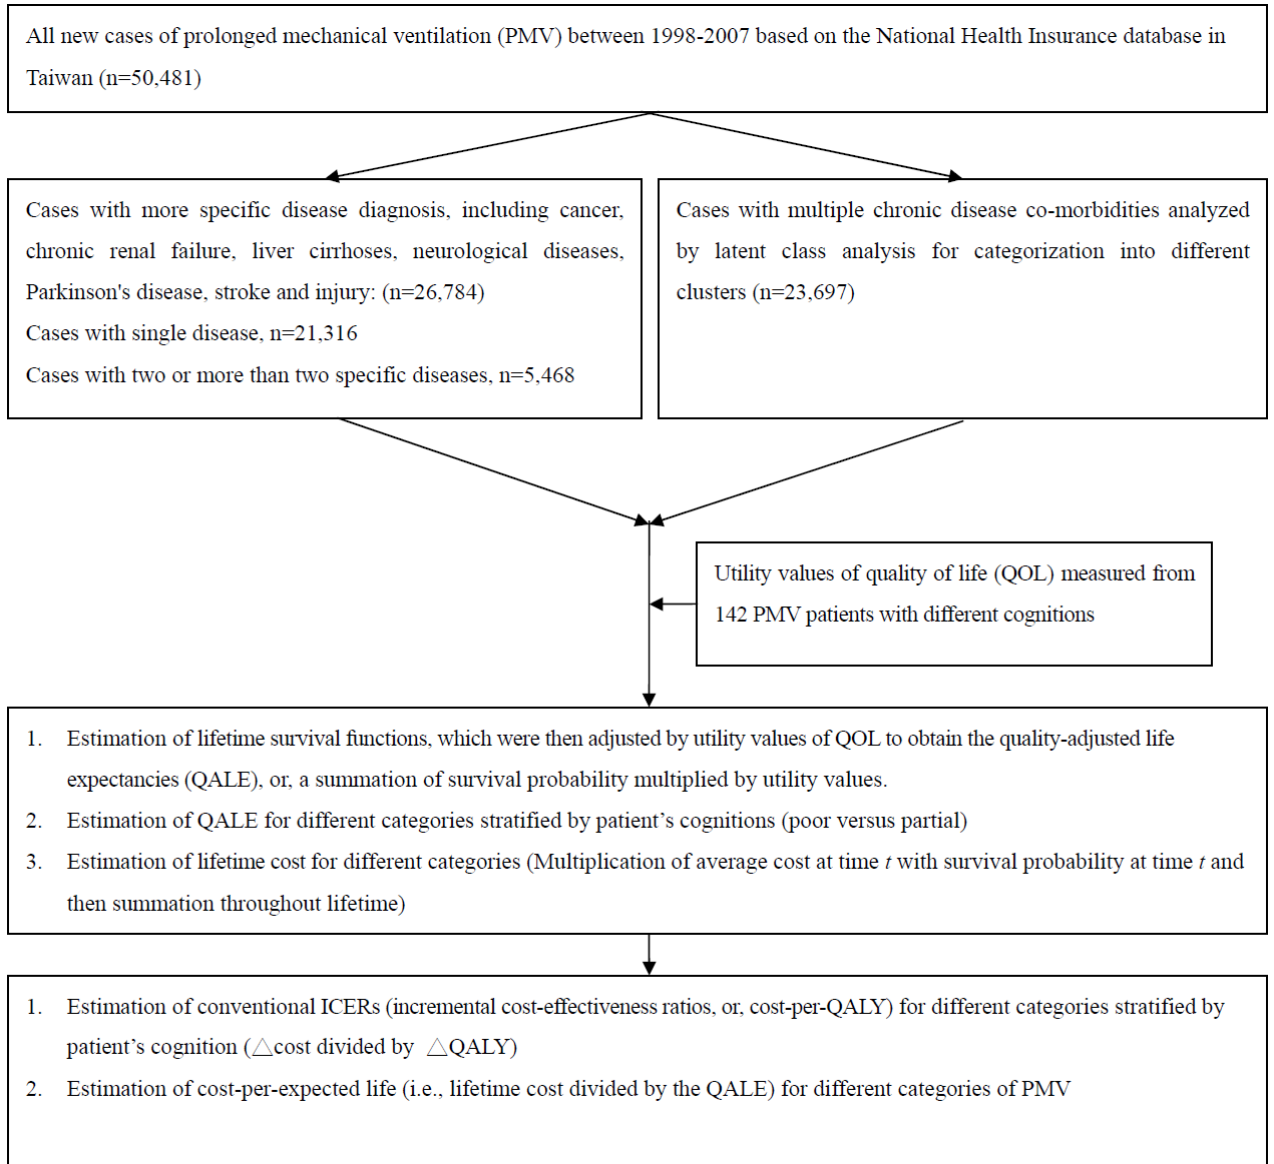 All new cases of prolonged mechanical ventilation (PMV) between 1998-2007 based on the National Health Insurance database in
Taiwan (n=50,481)
Cases with more specific disease diagnosis, including cancer,
chronic renal failure, liver cirrhoses, neurological diseases,
Parkinson's disease, stroke and injury: (n=26,784)
Cases with single disease, n=21,316
Cases with two or more than two specific diseases, n=5,468
Cases with multiple chronic disease co-morbidities analyzed
by latent class analysis for categorization into different
clusters (n=23,697)
Utility values of quality of life (QOL) measured from
142 PMV patients with different cognitions
1. Estimation of lifetime survival functions, which were then adjusted by utility values of QOL to obtain the quality-adjusted life
expectancies (QALE), or, a summation of survival probability multiplied by utility values.
2. Estimation of QALE for different categories stratified by patient’s cognitions (poor versus partial)
3. Estimation of lifetime cost for different categories (Multiplication of average cost at time t with survival probability at time t and
then summation throughout lifetime)
1. Estimation of conventional ICERs (incremental cost-effectiveness ratios, or, cost-per-QALY) for different categories stratified by
patient’s cognition (△cost divided by △QALY)
2. Estimation of cost-per-expected life (i.e., lifetime cost divided by the QALE) for different categories of PMV